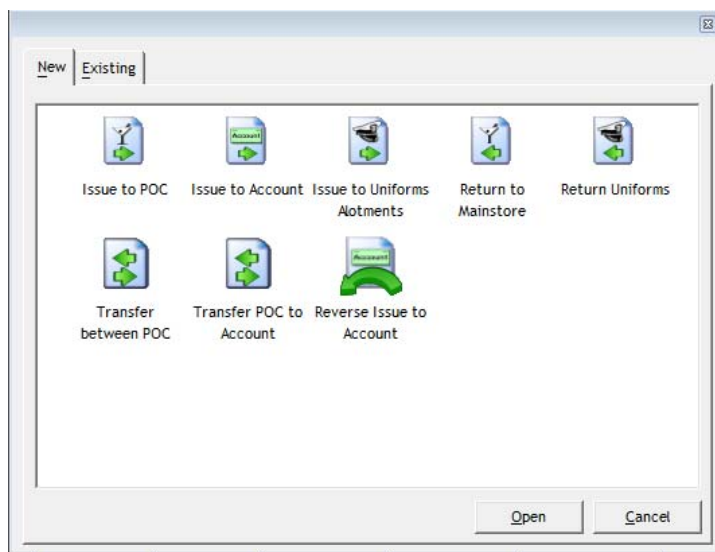 New Existing
Issue to POC Issue to Account Issue to Uniforms Return to Return Uniforms
Alotments Mainstore
Transfer Transfer POC to Reverse Issue to
between POC Account Account
Open Cancel